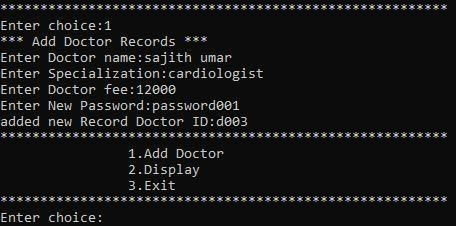 ********************************************************
Enter choice:1
*** Add Doctor Records ***
Enter Doctor name:sajith umar
Enter Specialization:cardiologist
Enter Doctor fee:12000
Enter New Password:password001
added new Record Doctor ID:d003
********************************************************
1.Add Doctor
2.Display
3.Exit
********************************************************
Enter choice: